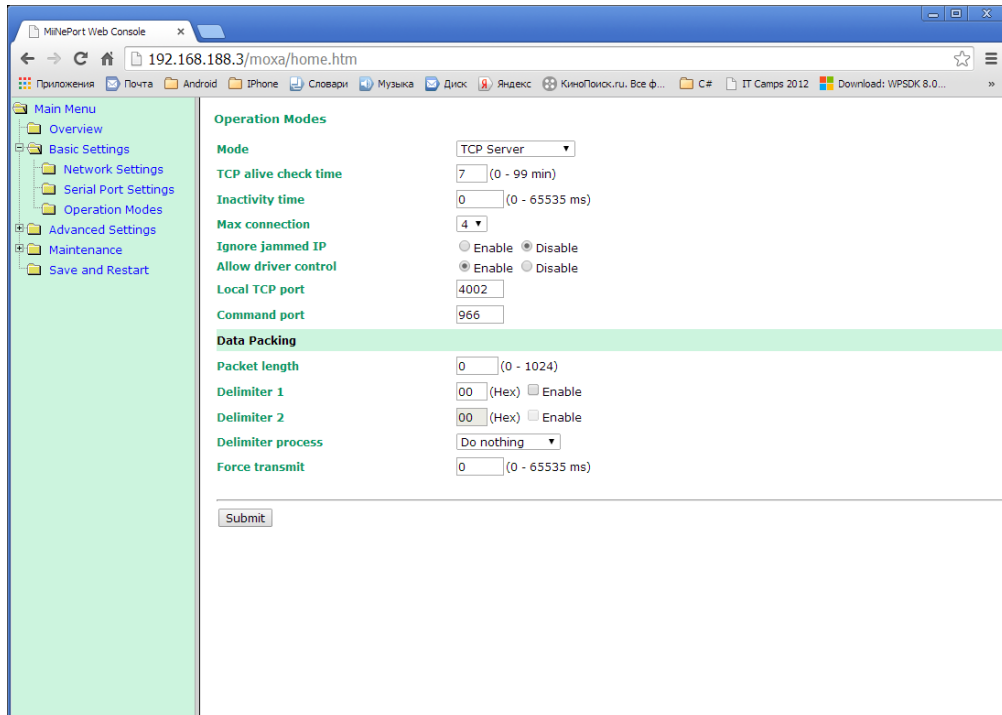 MiiNePort Web Console
192.168.188.3/moxa/home.htm
Приложения Почта Android IPhone Словари Музыка Диск Яндекс КиноПоиск.ru. Все ф... C# IT Camps 2012 Download: WPSDK 8.0... »
Main Menu
Overview
Basic Settings
Network Settings
Serial Port Settings
Operation Modes
Advanced Settings
Maintenance
Save and Restart
Operation Modes
Mode TCP Server
TCP alive check time 7 (0 - 99 min)
Inactivity time 0 (0 - 65535 ms)
Max connection 4
Ignore jammed IP Enable Disable
Allow driver control Enable Disable
Local TCP port 4002
Command port 966
Data Packing
Packet length 0 (0 - 1024)
Delimiter 1 00 (Hex) Enable
Delimiter 2 00 (Hex) Enable
Delimiter process Do nothing
Force transmit 0 (0 - 65535 ms)
Submit